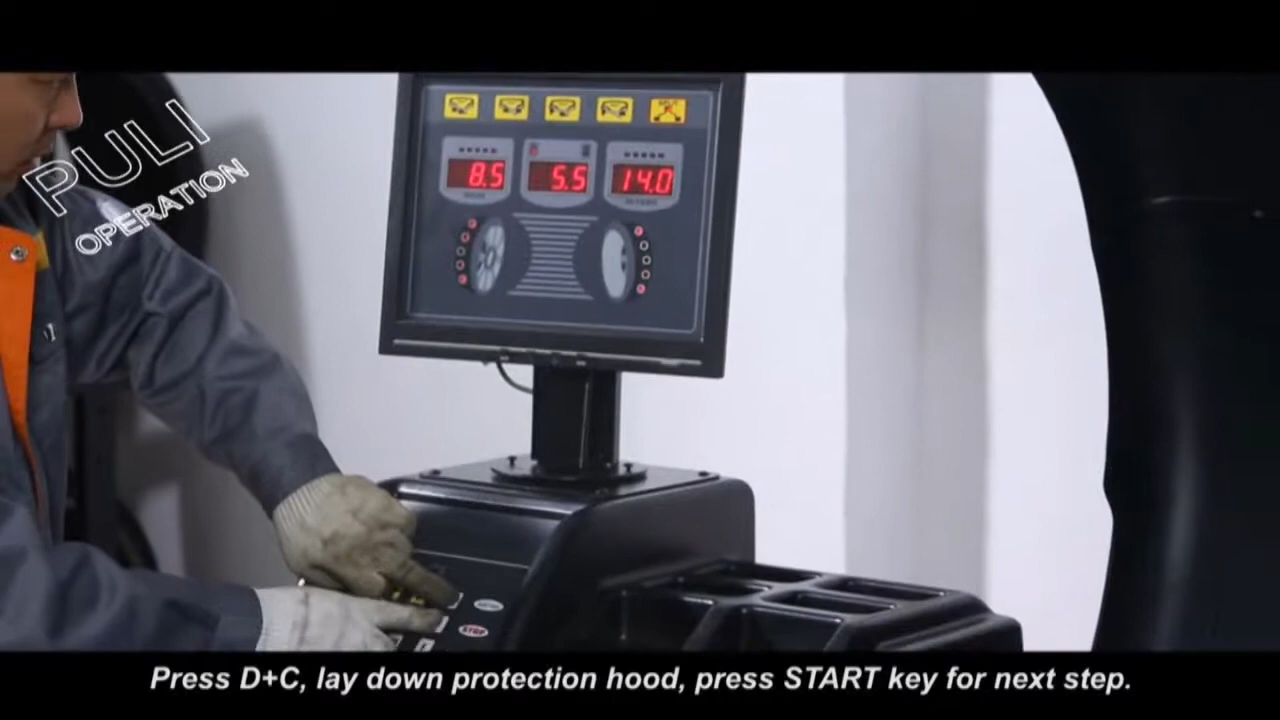 PULI
OPERATION
8.5
5.5
14.0
STOP
Press D+C, lay down protection hood, press START key for next step.